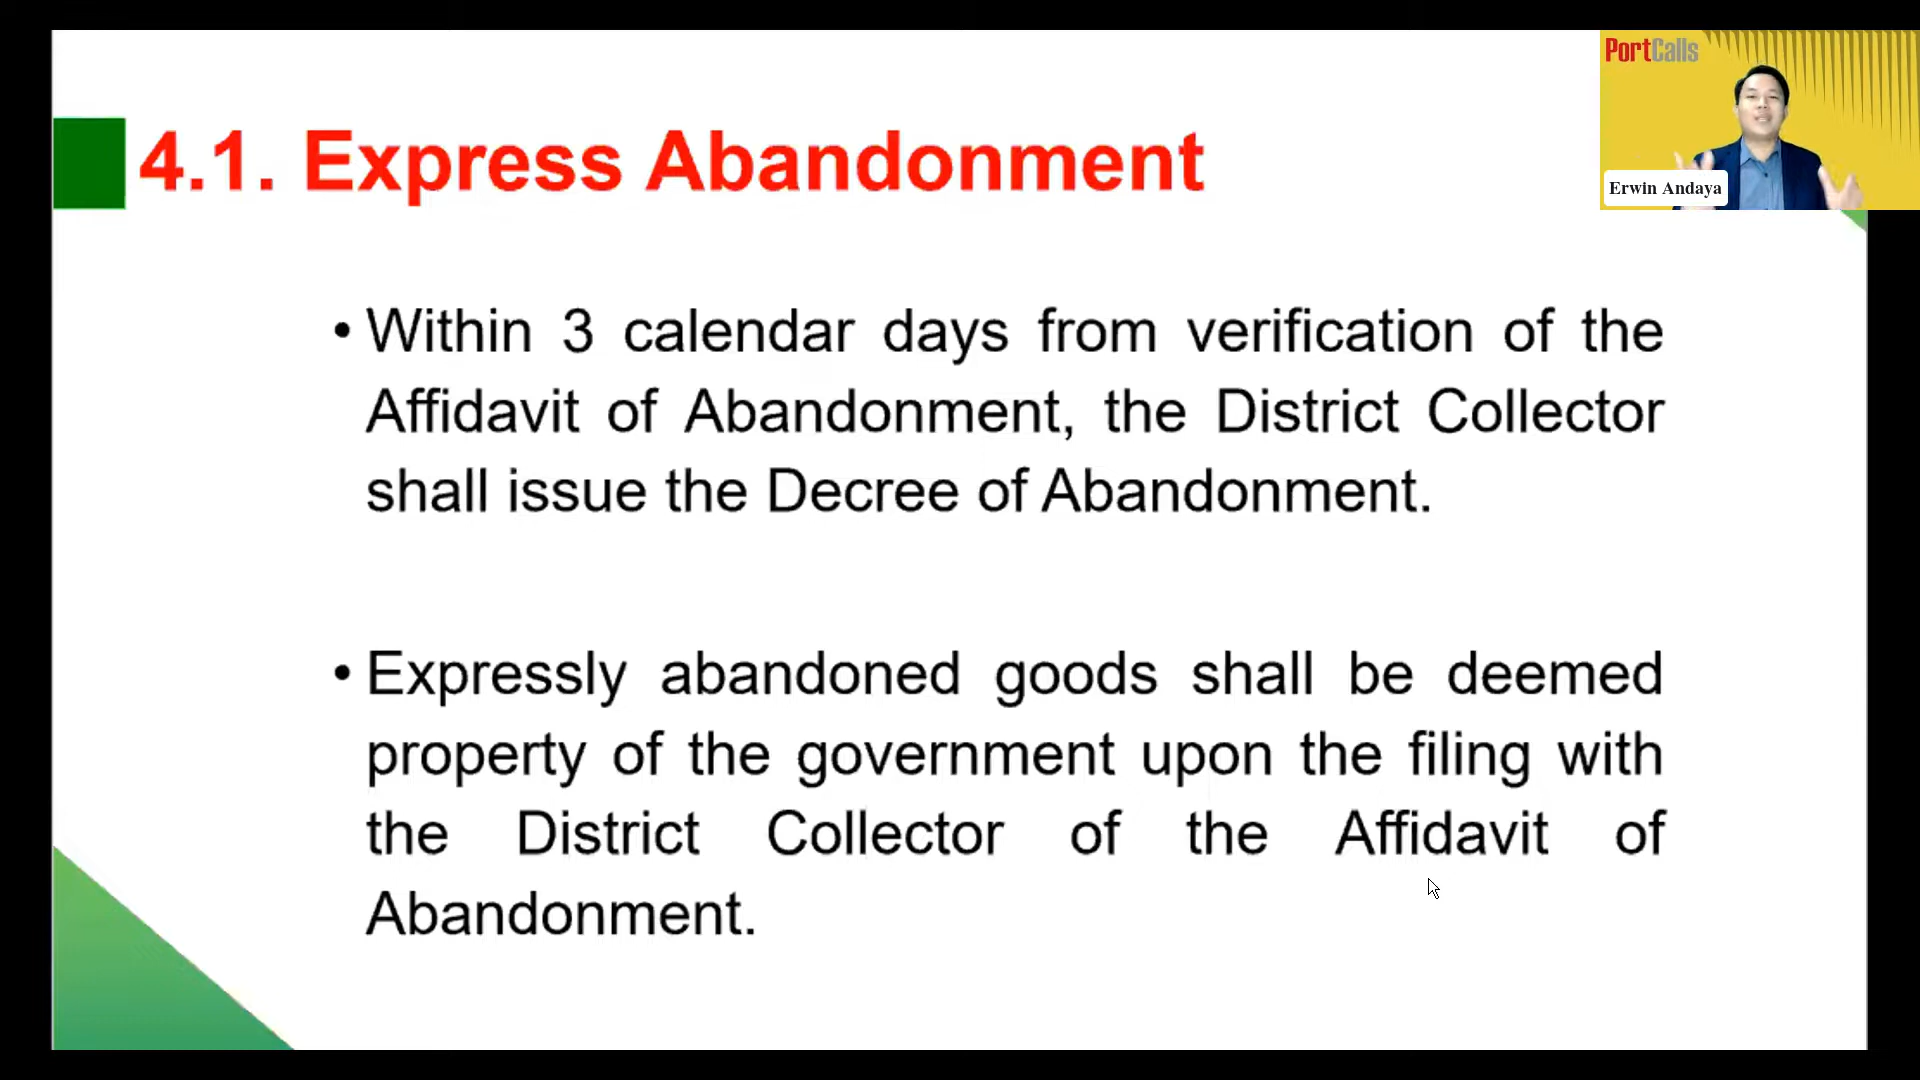 PortCalls
4.1. Express Abandonment
Erwin Andaya
• Within 3 calendar days from verification of the
Affidavit of Abandonment, the District Collector
shall issue the Decree of Abandonment.
• Expressly abandoned goods shall be deemed
property of the government upon the filing with
the District Collector of the Affidavit of
Abandonment.